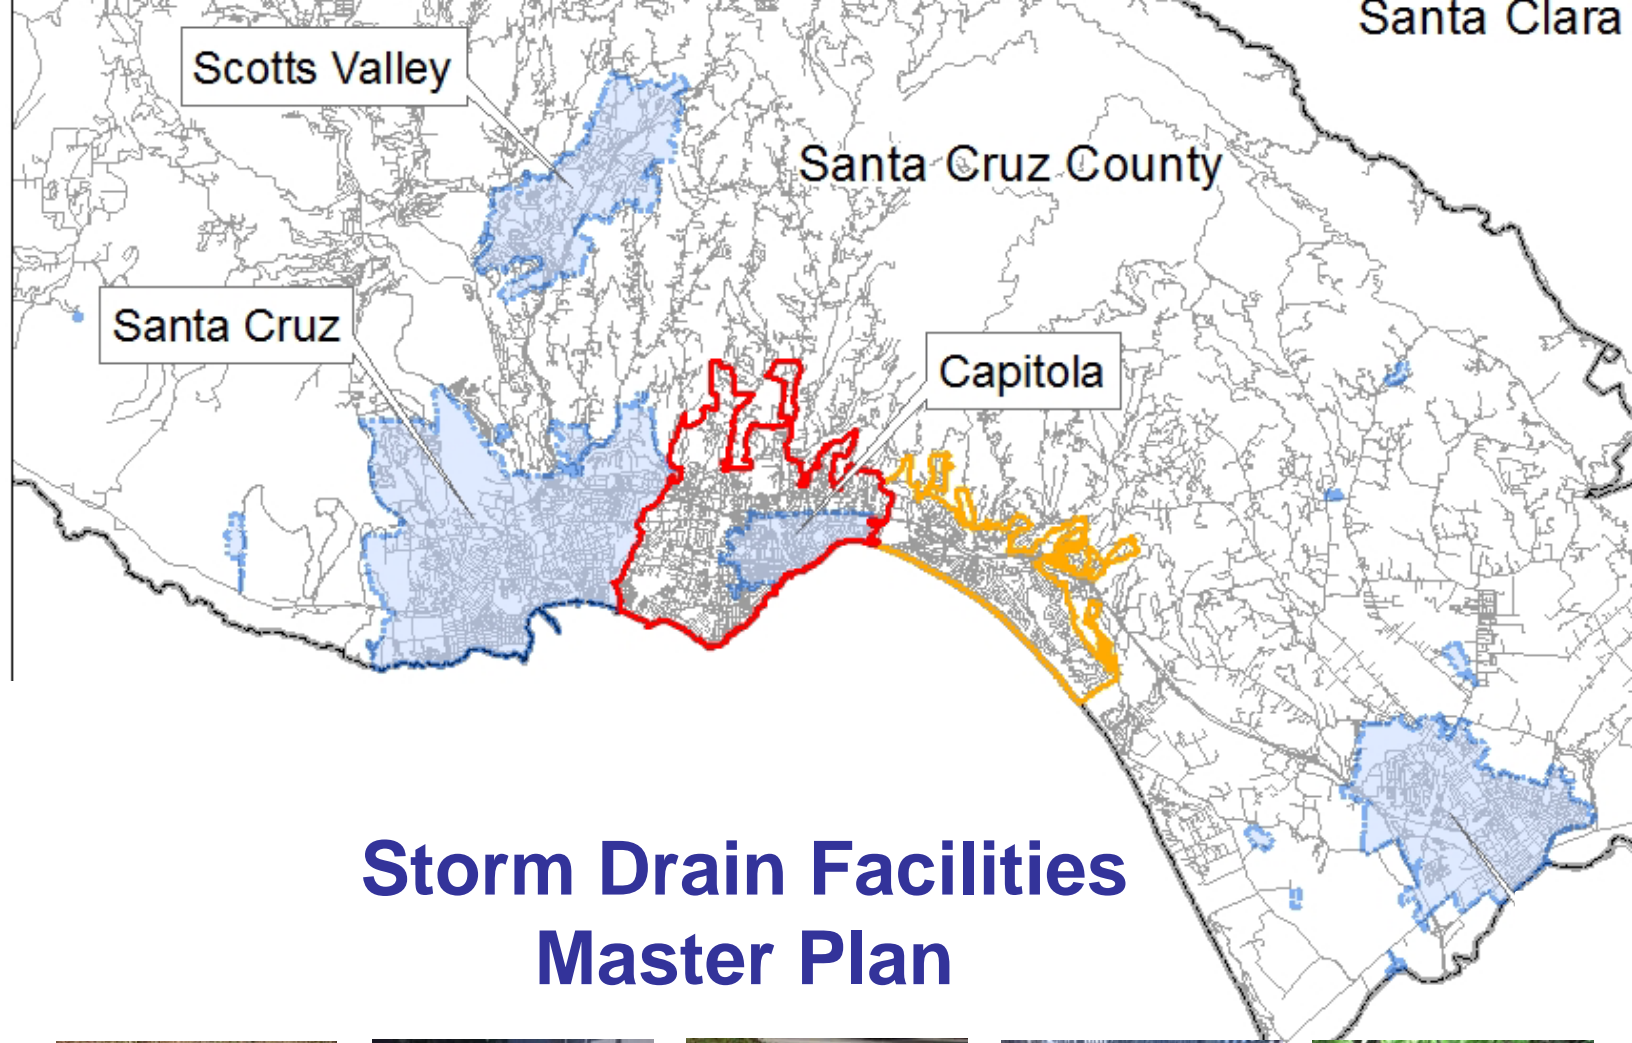 Santa Clara
Scotts Valley
Santa Cruz County
Santa Cruz
Capitola
Storm Drain Facilities
Master Plan